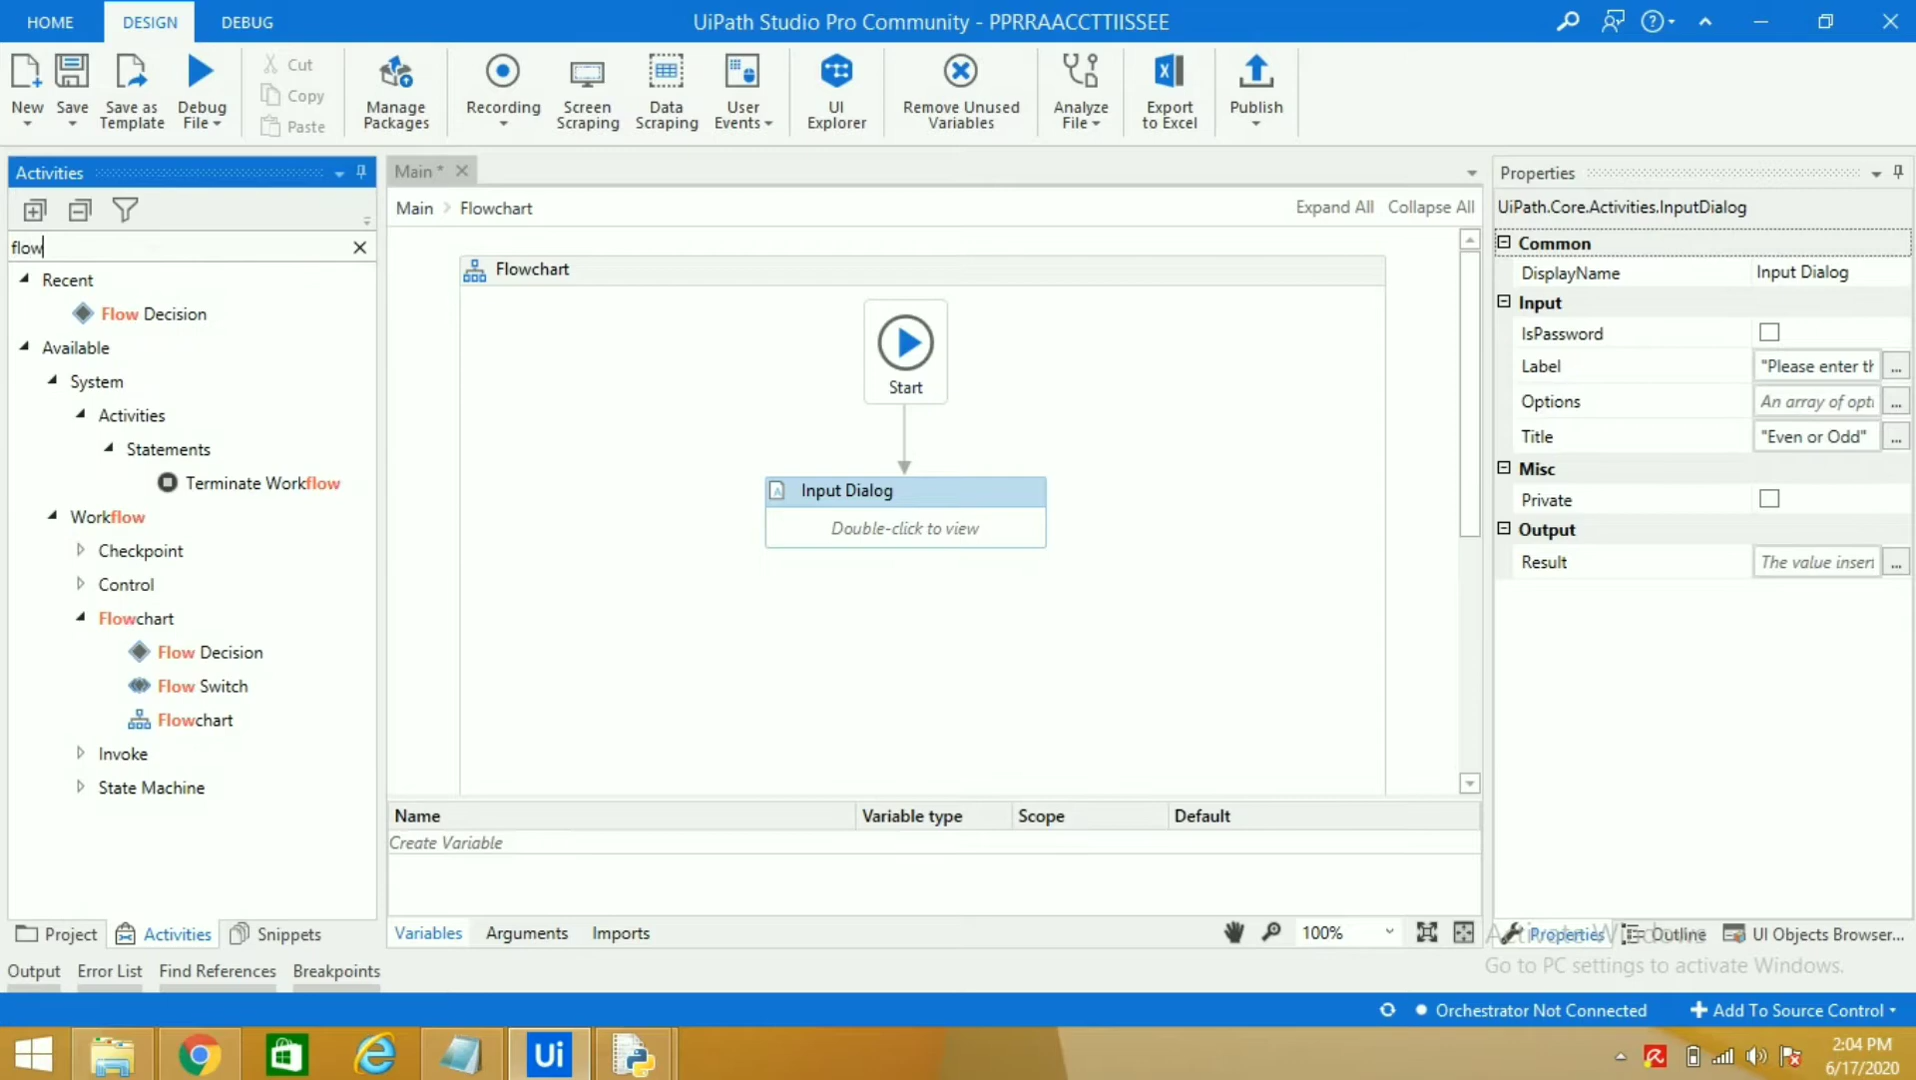 HOME DESIGN DEBUG UiPath Studio Pro Community - PPRRAACCTTIISSEE
New Save Save as Template Debug File Cut Copy Paste Manage Packages Recording Screen Scraping Data Scraping User Events UI Explorer Remove Unused Variables Analyze File Export to Excel Publish
Activities
flow
Recent
Flow Decision
Available
System
Activities
Statements
Terminate Workflow
Workflow
Checkpoint
Control
Flowchart
Flow Decision
Flow Switch
Flowchart
Invoke
State Machine
Project Activities Snippets
Main *
Main > Flowchart Expand All Collapse All
Flowchart
Start
Input Dialog
Double-click to view
Name Variable type Scope Default
Create Variable
Variables Arguments Imports 100%
Properties
UiPath.Core.Activities.InputDialog
Common
DisplayName Input Dialog
Input
IsPassword
Label "Please enter th ...
Options An array of opti ...
Title "Even or Odd" ...
Misc
Private
Output
Result The value insert ...
Properties Outline UI Objects Browser...
Activate Windows
Go to PC settings to activate Windows.
Output Error List Find References Breakpoints
Orchestrator Not Connected Add To Source Control
Ui
2:04 PM
6/17/2020